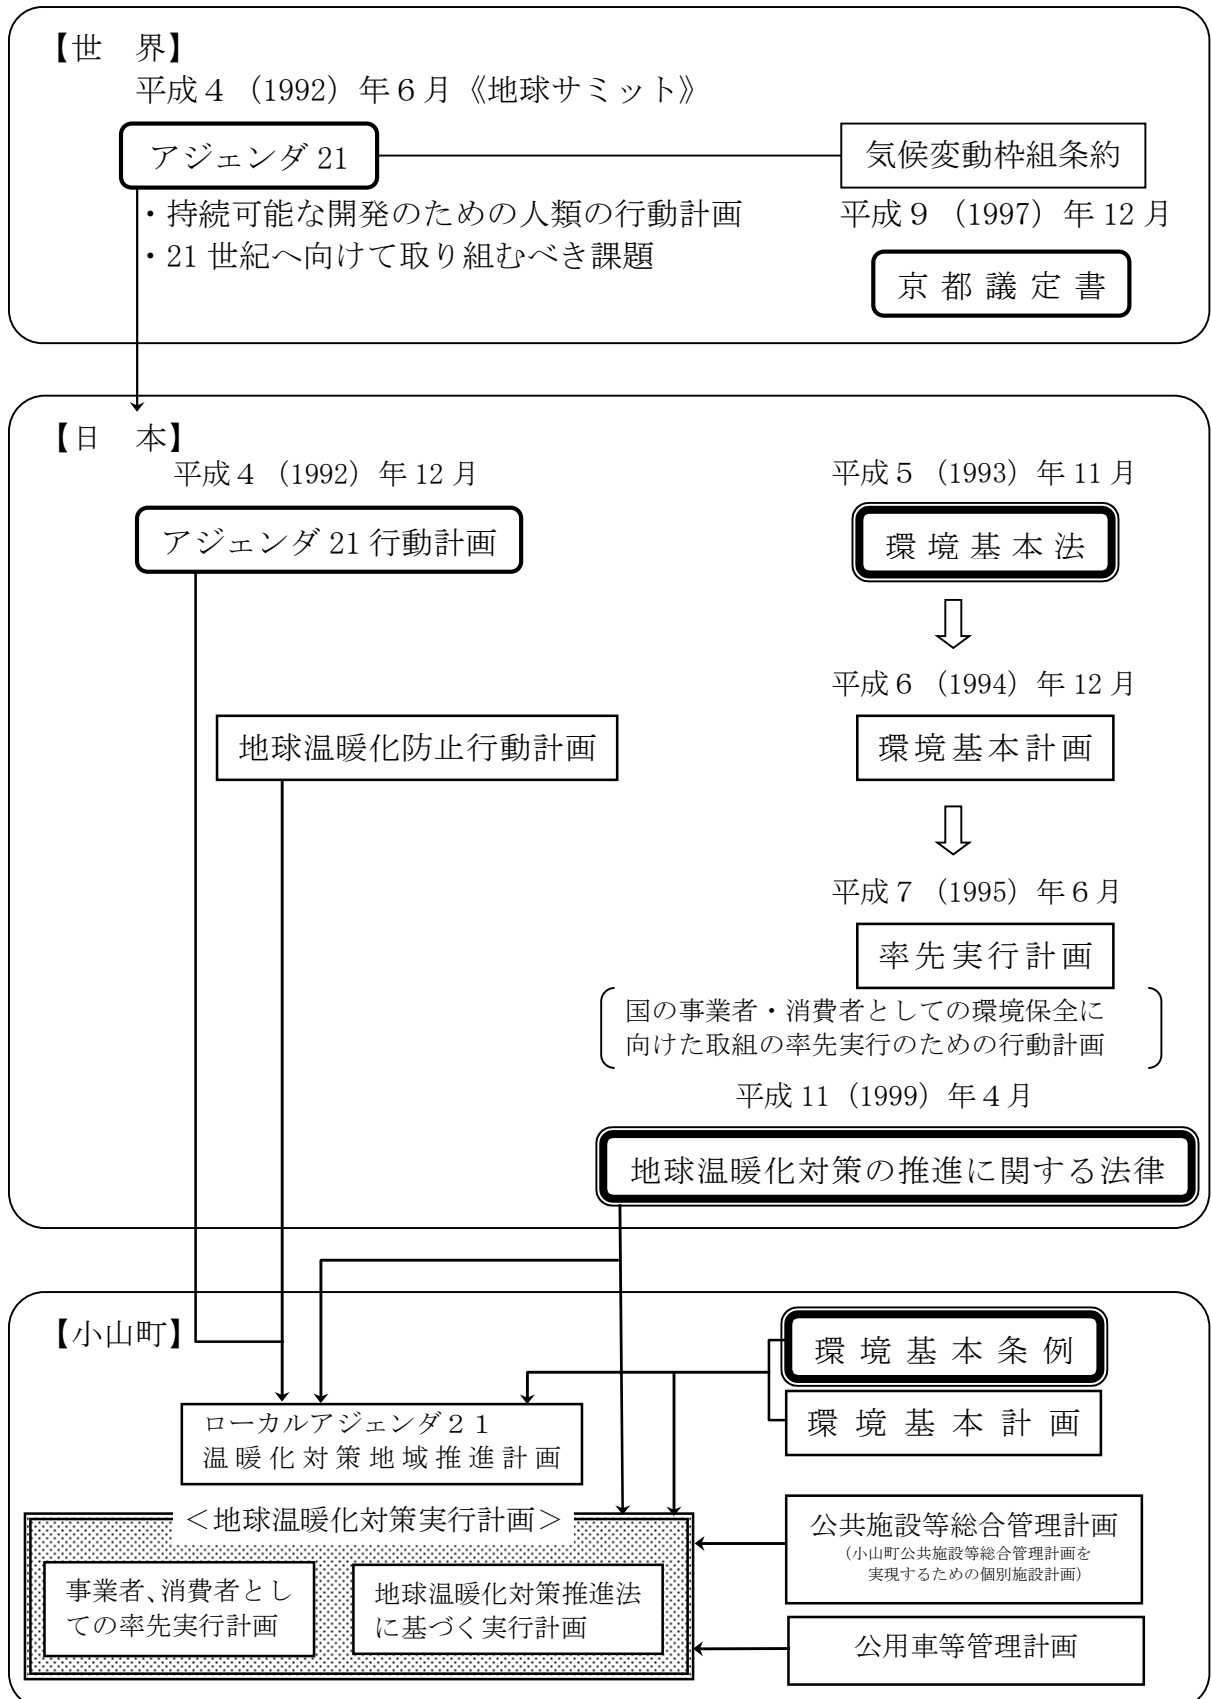 【世　界】
平成４（1992）年６月《地球サミット》
アジェンダ 21
気候変動枠組条約
・持続可能な開発のための人類の行動計画
・21 世紀へ向けて取り組むべき課題
平成９（1997）年 12 月
京都議定書
【日　本】
平成４（1992）年 12 月
アジェンダ 21 行動計画
平成５（1993）年 11 月
環境基本法
平成６（1994）年 12 月
地球温暖化防止行動計画
環境基本計画
平成７（1995）年６月
率先実行計画
国の事業者・消費者としての環境保全に
向けた取組の率先実行のための行動計画
平成 11（1999）年４月
地球温暖化対策の推進に関する法律
【小山町】
環境基本条例
環境基本計画
ローカルアジェンダ２１
温暖化対策地域推進計画
＜地球温暖化対策実行計画＞
事業者、消費者とし
ての率先実行計画
地球温暖化対策推進法
に基づく実行計画
公共施設等総合管理計画
（小山町公共施設等総合管理計画を
実現するための個別施設計画）
公用車等管理計画